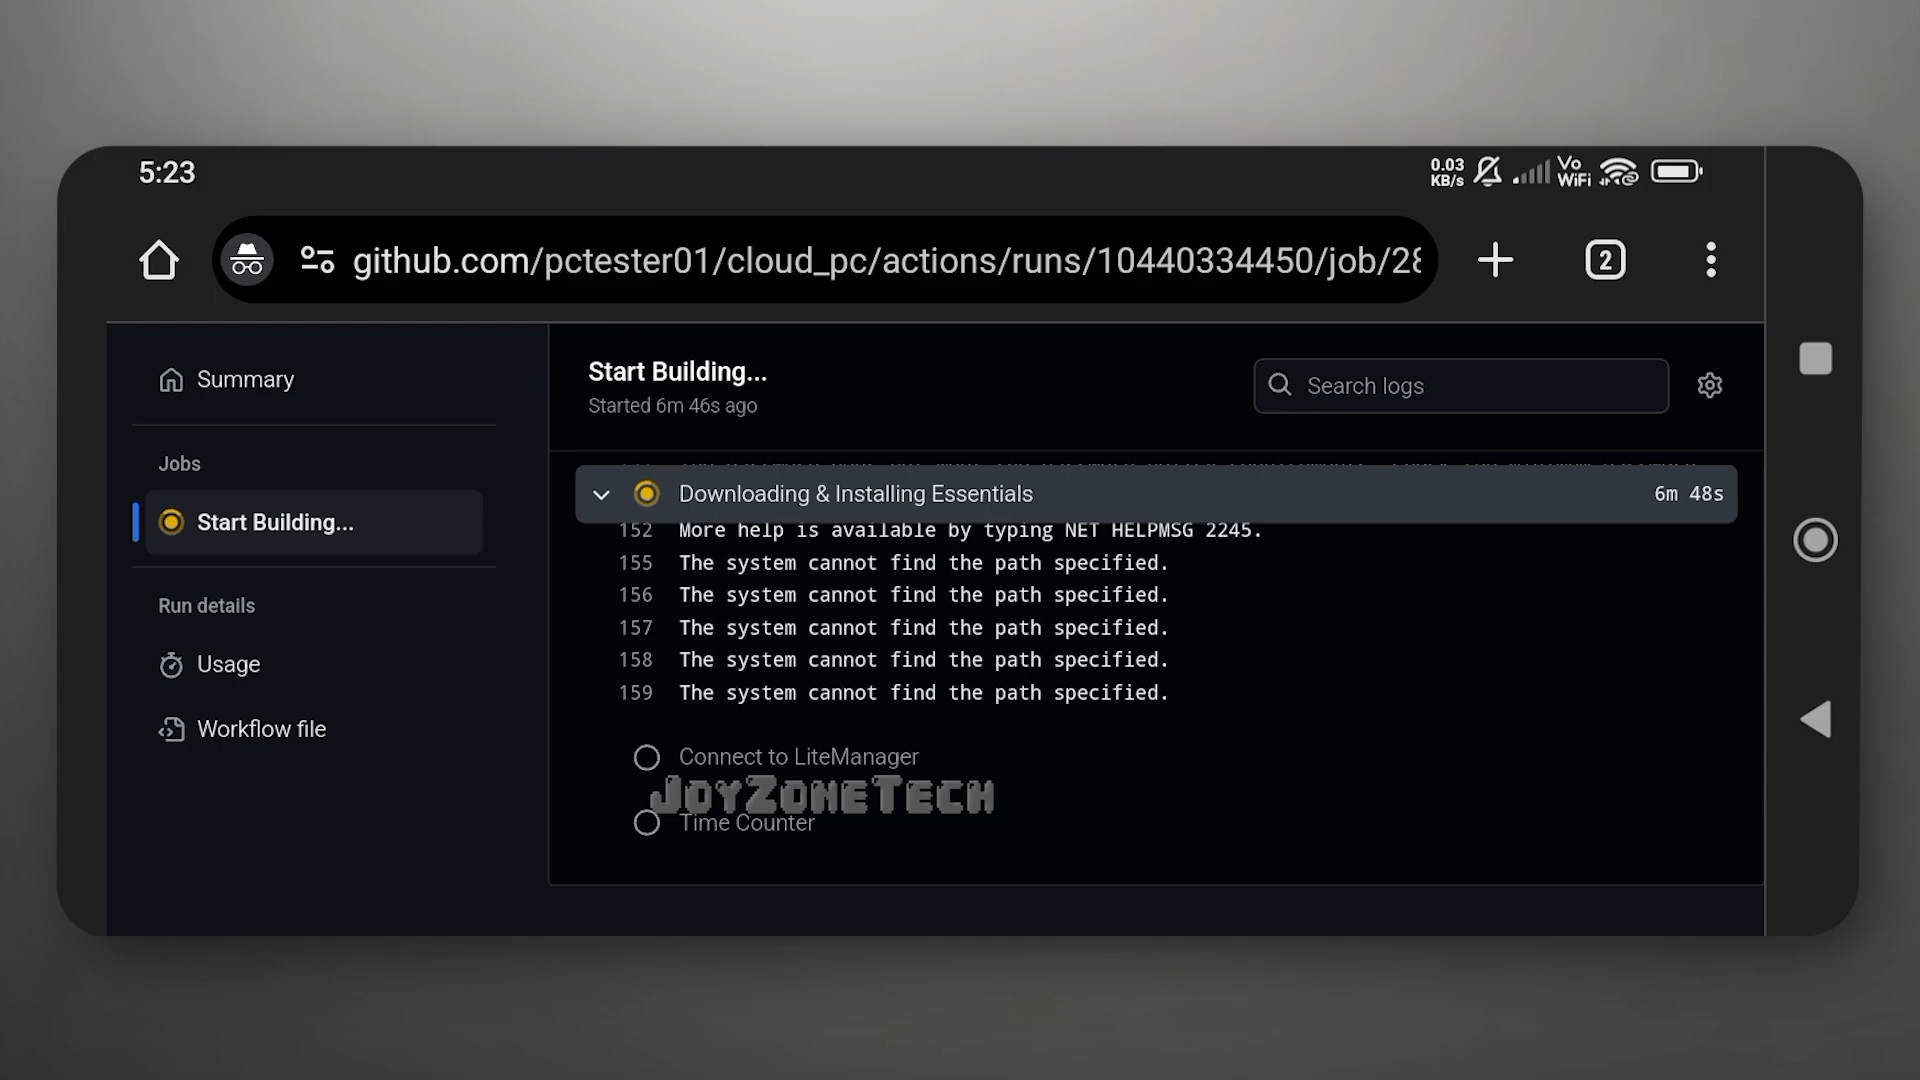 5:23
0.03
KB/s
Vo
WiFi
github.com/pctester01/cloud_pc/actions/runs/10440334450/job/28
2
Summary
Start Building...
Started 6m 46s ago
Search logs
Jobs
Start Building...
Downloading & Installing Essentials
6m 48s
152 More help is available by typing NET HELPMSG 2245.
155 The system cannot find the path specified.
156 The system cannot find the path specified.
157 The system cannot find the path specified.
158 The system cannot find the path specified.
159 The system cannot find the path specified.
Run details
Usage
Workflow file
Connect to LiteManager
JoyZoneTech
Time Counter